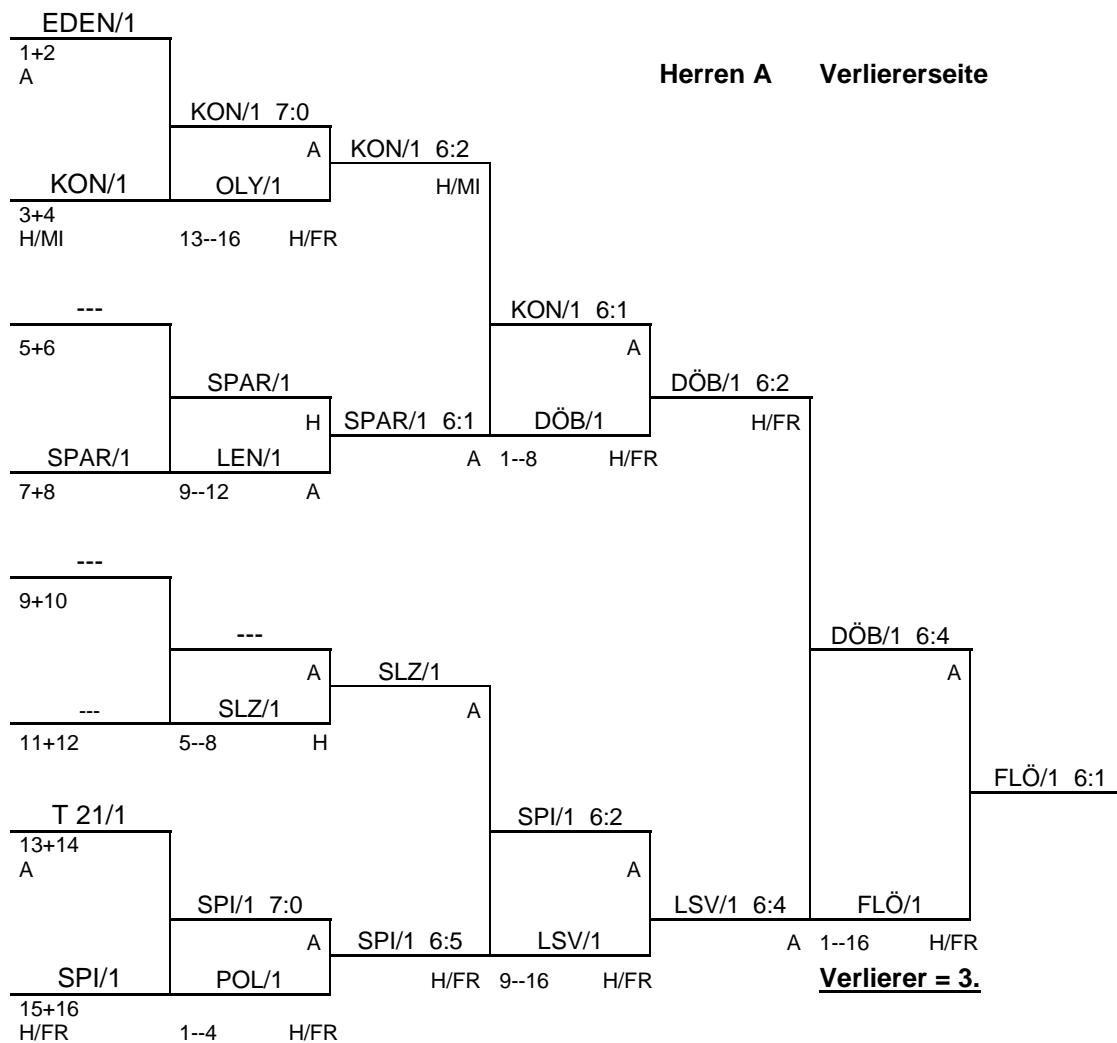 EDEN/1
1+2
A
Herren A Verliererseite
KON/1 7:0
A KON/1 6:2
KON/1 OLY/1 H/MI
3+4
H/MI 13--16 H/FR
--- KON/1 6:1
5+6 A
SPAR/1 DÖB/1 6:2
H SPAR/1 6:1 DÖB/1 H/FR
SPAR/1 LEN/1 A 1--8 H/FR
7+8 9--12 A
---
9+10
--- DÖB/1 6:4
A SLZ/1 A
--- SLZ/1 A
11+12 5--8 H
FLÖ/1 6:1
T 21/1 SPI/1 6:2
13+14
A A
SPI/1 7:0 LSV/1 6:4 FLÖ/1
A SPI/1 6:5 LSV/1 A 1--16 H/FR
SPI/1 POL/1 H/FR 9--16 H/FR Verlierer = 3.
15+16
H/FR 1--4 H/FR